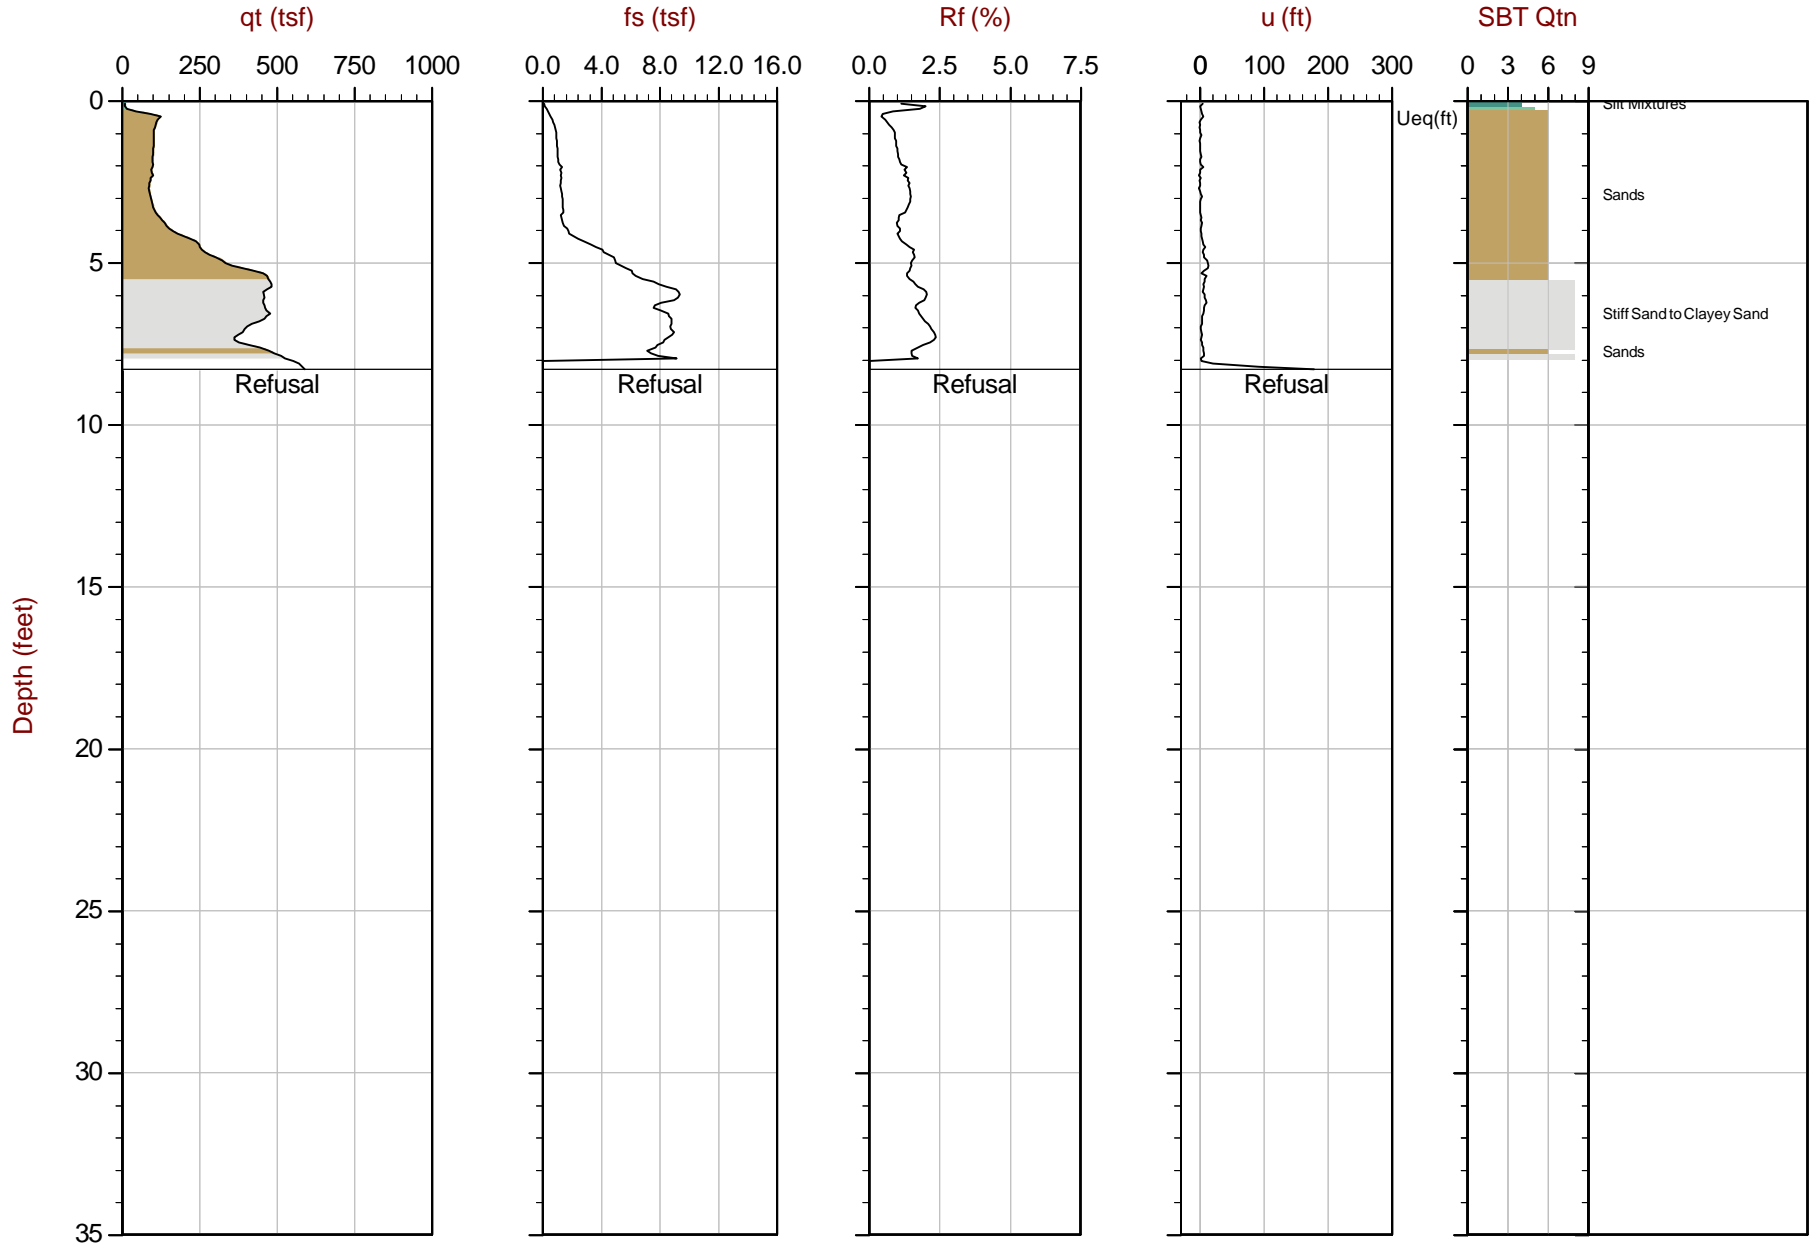 qt (tsf) fs (tsf) Rf (%) u (ft) SBT Qtn
0 250 500 750 1000 0.0 4.0 8.0 12.0 16.0 0.0 2.5 5.0 7.5 0 100 200 300 0 3 6 9
0
Silt Mixtures
Ueq(ft)
Sands
5
Stiff Sand to Clayey Sand
Sands
Refusal Refusal Refusal Refusal
10
15
Depth (feet)
20
25
30
35